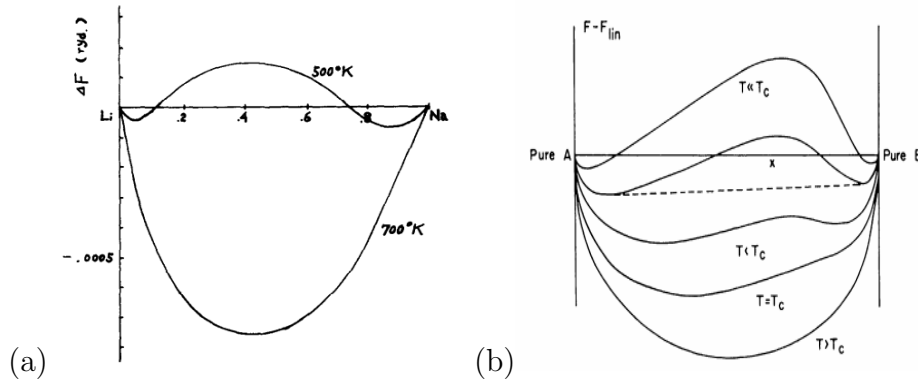 ΔF (ryd.)
500°K
Li .2 .4 .6 .8 Na
700°K
-.0005
(a)
F-F_lin
T≪T_c
Pure A x Pure B
T<T_c
T=T_c
T>T_c
(b)